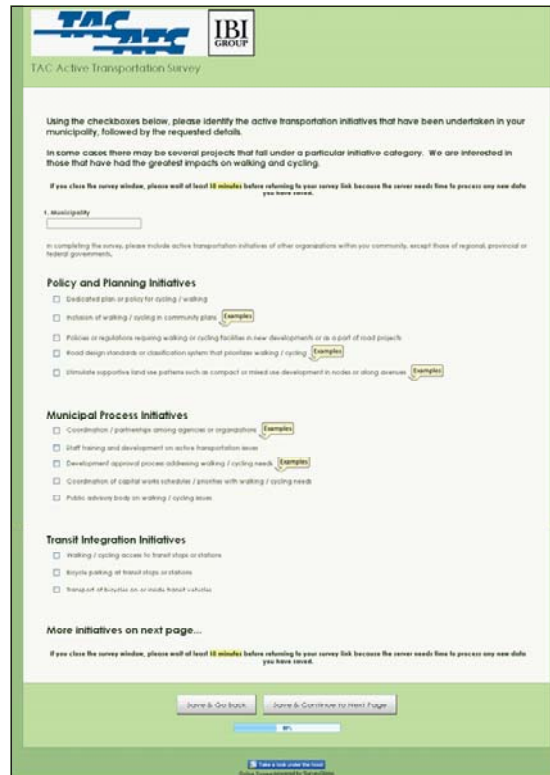 TAC
ATC
IBI
GROUP
TAC Active Transportation Survey
Using the checkboxes below, please identify the active transportation initiatives that have been undertaken in your
municipality, followed by the requested details.
In some cases there may be several projects that fall under a particular initiative category. We are interested in
those that have had the greatest impacts on walking and cycling.
If you close the survey window, please wait at least 10 minutes before returning to your survey link because the server needs time to process any new data
you have saved.
1. Municipality
In completing the survey, please include active transportation initiatives of other organizations within you community, except those of regional, provincial or
federal governments.
Policy and Planning Initiatives
Dedicated plan or policy for cycling / walking
Inclusion of walking / cycling in community plans Examples
Policies or regulations requiring walking or cycling facilities in new developments or as a part of road projects
Road design standards or classification system that prioritizes walking / cycling Examples
Stimulate supportive land use patterns such as compact or mixed use development in nodes or along avenues Examples
Municipal Process Initiatives
Coordination / partnerships among agencies or organizations Examples
Staff training and development on active transportation issues
Development approval process addressing walking / cycling needs Examples
Coordination of capital works schedules / priorities with walking / cycling needs
Public advisory body on walking / cycling issues
Transit Integration Initiatives
Walking / cycling access to transit stops or stations
Bicycle parking at transit stops or stations
Transport of bicycles on or inside transit vehicles
More initiatives on next page...
If you close the survey window, please wait at least 10 minutes before returning to your survey link because the server needs time to process any new data
you have saved.
Save & Go Back Save & Continue to Next Page
Take a look under the hood